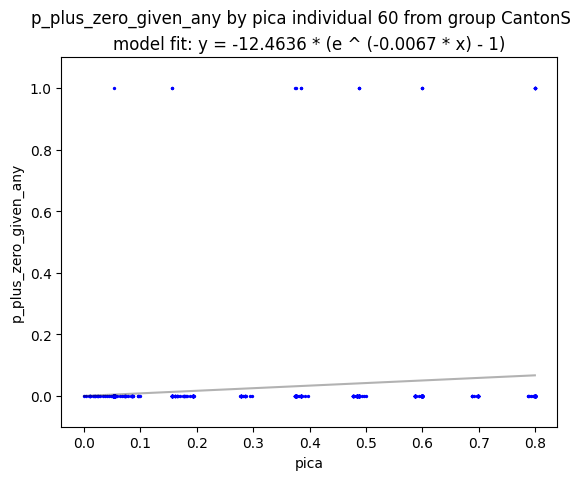 p_plus_zero_given_any by pica individual 60 from group CantonS
model fit: y = -12.4636 * (e ^ (-0.0067 * x) - 1)
p_plus_zero_given_any
1.0
0.8
0.6
0.4
0.2
0.0
0.0 0.1 0.2 0.3 0.4 0.5 0.6 0.7 0.8
pica